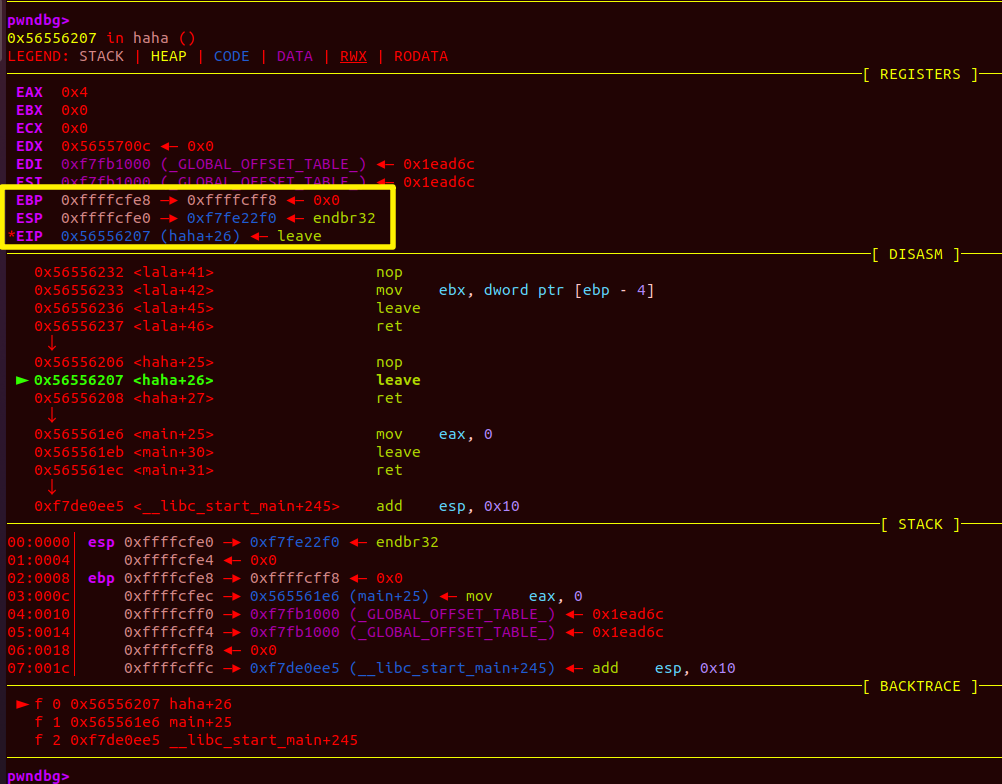 pwndbg>
0x56556207 in haha ()
LEGEND: STACK | HEAP | CODE | DATA | RWX | RODATA
[ REGISTERS ]
EAX 0x4
EBX 0x0
ECX 0x0
EDX 0x5655700c ← 0x0
EDI 0xf7fb1000 (_GLOBAL_OFFSET_TABLE_) ← 0x1ead6c
ESI 0xf7fb1000 (_GLOBAL_OFFSET_TABLE_) ← 0x1ead6c
EBP 0xffffcfe8 → 0xffffcff8 ← 0x0
ESP 0xffffcfe0 → 0xf7fe22f0 ← endbr32
*EIP 0x56556207 (haha+26) ← leave
[ DISASM ]
0x56556232 <lala+41> nop
0x56556233 <lala+42> mov ebx, dword ptr [ebp - 4]
0x56556236 <lala+45> leave
0x56556237 <lala+46> ret
↓
0x56556206 <haha+25> nop
► 0x56556207 <haha+26> leave
0x56556208 <haha+27> ret
↓
0x565561e6 <main+25> mov eax, 0
0x565561eb <main+30> leave
0x565561ec <main+31> ret
↓
0xf7de0ee5 <__libc_start_main+245> add esp, 0x10
[ STACK ]
00:0000│ esp 0xffffcfe0 → 0xf7fe22f0 ← endbr32
01:0004│ 0xffffcfe4 ← 0x0
02:0008│ ebp 0xffffcfe8 → 0xffffcff8 ← 0x0
03:000c│ 0xffffcfec → 0x565561e6 (main+25) ← mov eax, 0
04:0010│ 0xffffcff0 → 0xf7fb1000 (_GLOBAL_OFFSET_TABLE_) ← 0x1ead6c
05:0014│ 0xffffcff4 → 0xf7fb1000 (_GLOBAL_OFFSET_TABLE_) ← 0x1ead6c
06:0018│ 0xffffcff8 ← 0x0
07:001c│ 0xffffcffc → 0xf7de0ee5 (__libc_start_main+245) ← add esp, 0x10
[ BACKTRACE ]
► f 0 0x56556207 haha+26
f 1 0x565561e6 main+25
f 2 0xf7de0ee5 __libc_start_main+245
pwndbg>